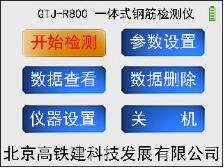 GTJ-R800 一体式钢筋检测仪
开始检测 参数设置
数据查看 数据删除
仪器设置 关 机
北京高铁建科技发展有限公司